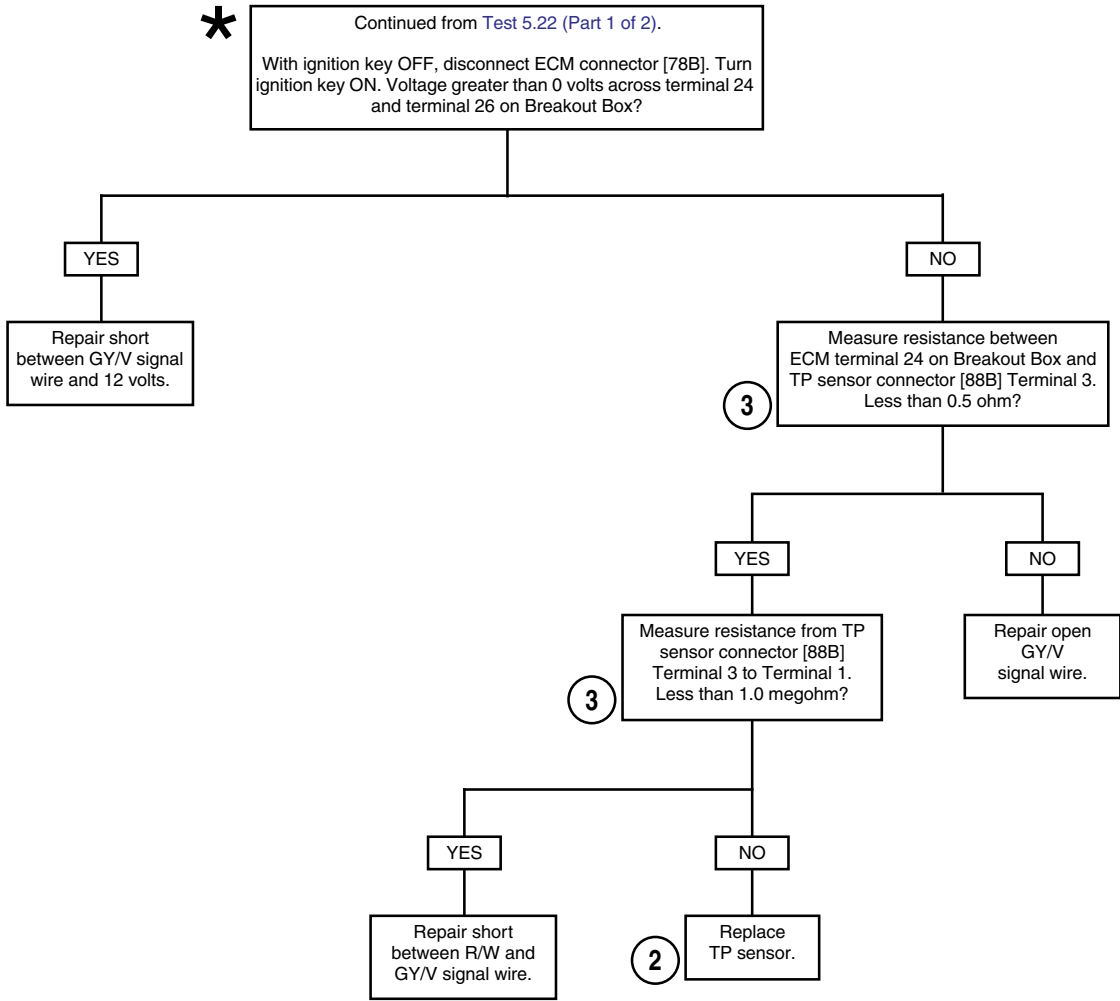 *
Continued from Test 5.22 (Part 1 of 2).
With ignition key OFF, disconnect ECM connector [78B]. Turn
ignition key ON. Voltage greater than 0 volts across terminal 24
and terminal 26 on Breakout Box?
YES
NO
Repair short
between GY/V signal
wire and 12 volts.
Measure resistance between
ECM terminal 24 on Breakout Box and
TP sensor connector [88B] Terminal 3.
Less than 0.5 ohm?
3
YES
NO
Measure resistance from TP
sensor connector [88B]
Terminal 3 to Terminal 1.
Less than 1.0 megohm?
3
Repair open
GY/V
signal wire.
YES
NO
Repair short
between R/W and
GY/V signal wire.
2
Replace
TP sensor.